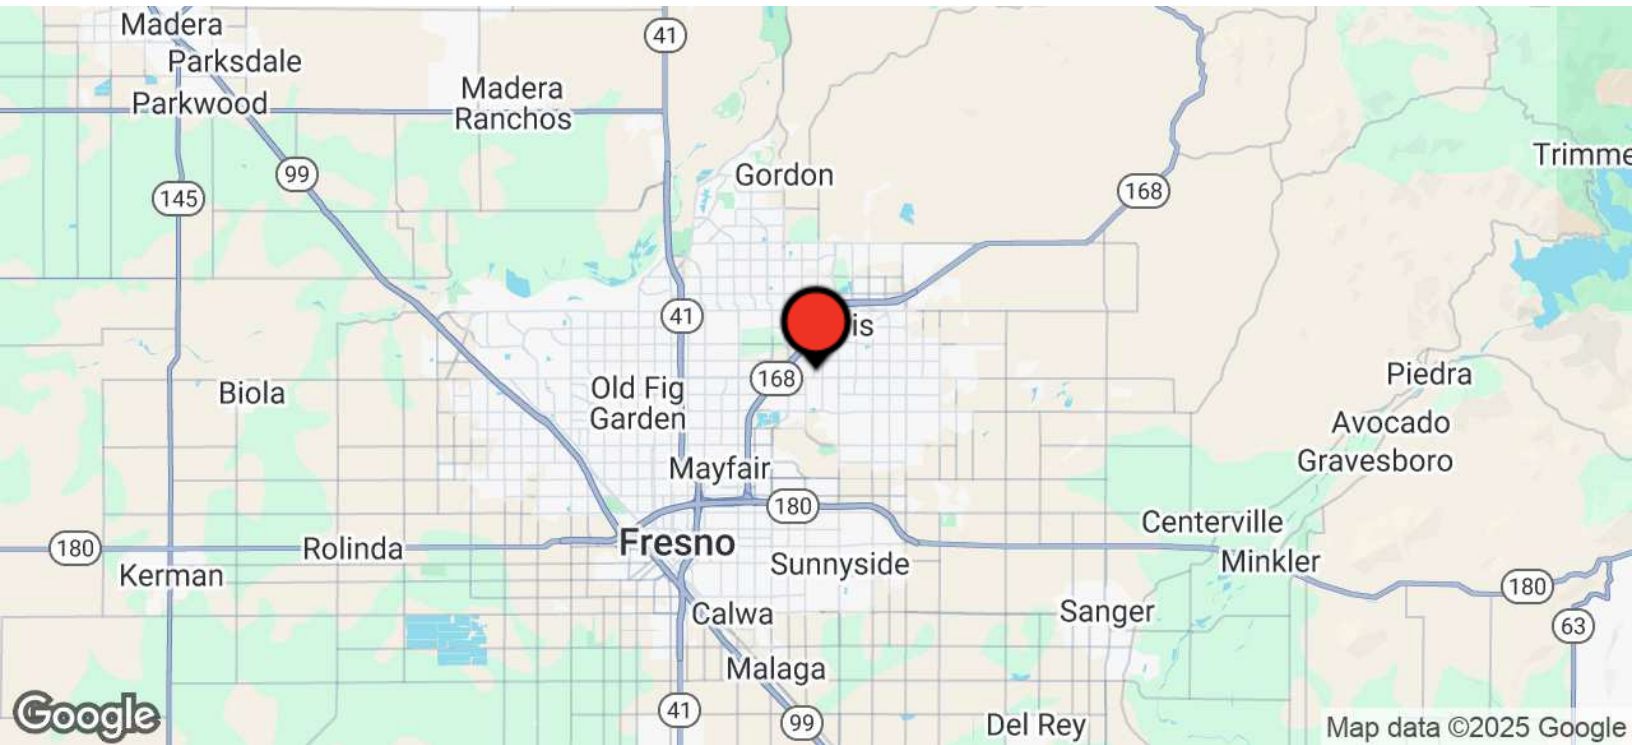 Madera
41
Parksdale
Madera
Ranchos
Parkwood
Trimme
99
Gordon
168
145
41
is
168
Piedra
Biola
Old Fig
Garden
Avocado
Gravesboro
Mayfair
180
Centerville
180
Rolinda
Fresno
Minkler
Sunnyside
Kerman
180
Sanger
63
Calwa
Malaga
41
99
Del Rey
Google
Map data ©2025 Google